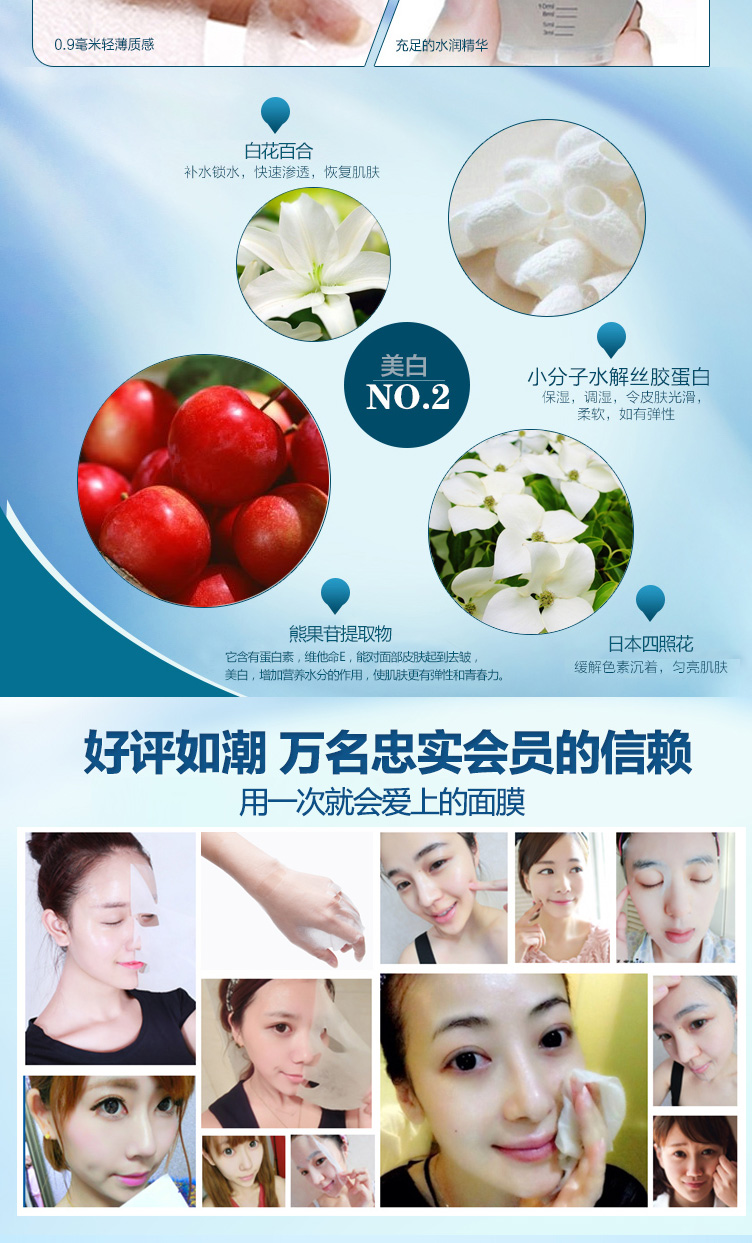 0.9毫米轻薄质感
充足的水润精华
10ml
8ml
5ml
3ml
白花百合
补水锁水，快速渗透，恢复肌肤
美白
NO.2
小分子水解丝胶蛋白
保湿，调湿，令皮肤光滑，
柔软，如有弹性
熊果苷提取物
它含有蛋白素，维他命E，能对面部皮肤起到去皱，
美白，增加营养水分的作用，使肌肤更有弹性和青春力。
日本四照花
缓解色素沉着，匀亮肌肤
好评如潮 万名忠实会员的信赖
用一次就会爱上的面膜